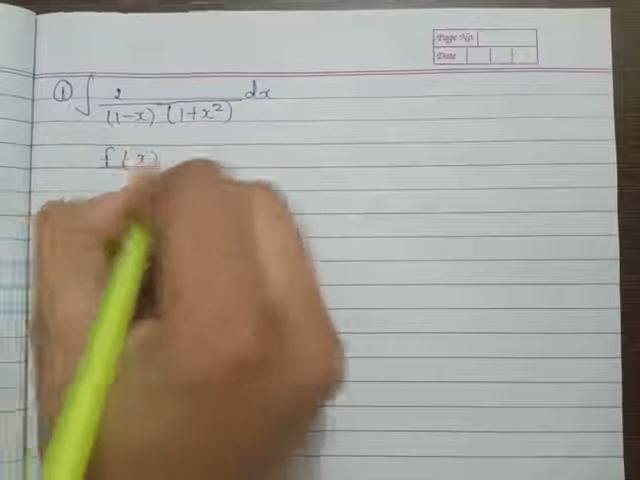 Page No.
Date
① ∫ 2 / (1-x) (1+x²) dx
f(x)